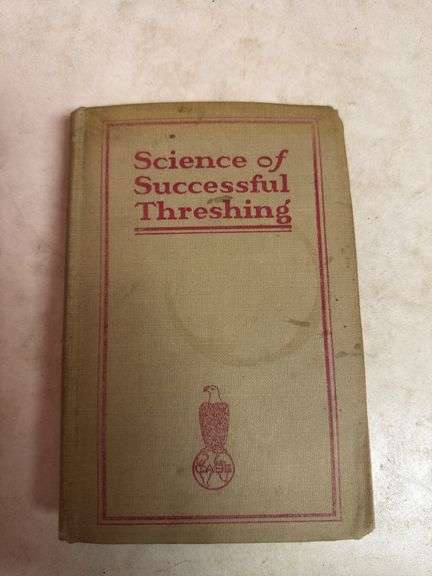 Science of
Successful
Threshing
CASE